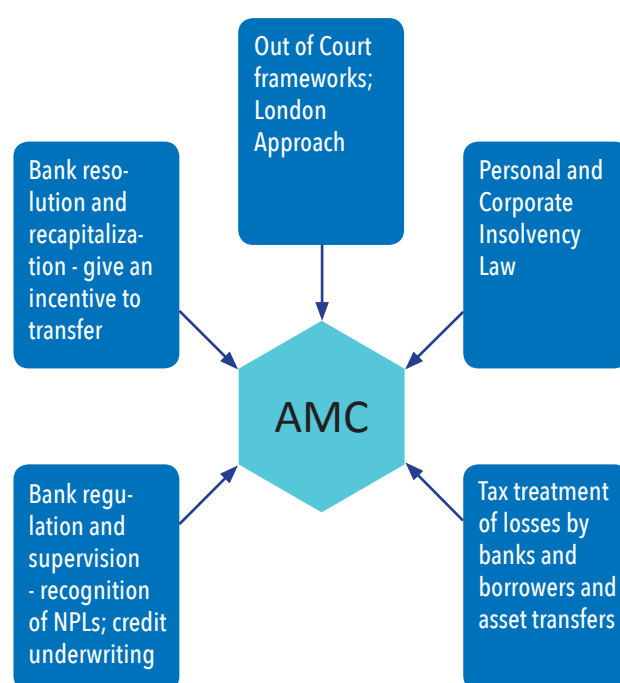 Out of Court
frameworks;
London
Approach
Bank reso-
lution and
recapitaliza-
tion - give an
incentive to
transfer
Personal and
Corporate
Insolvency
Law
AMC
Bank regu-
lation and
supervision
- recognition
of NPLs; credit
underwriting
Tax treatment
of losses by
banks and
borrowers and
asset transfers